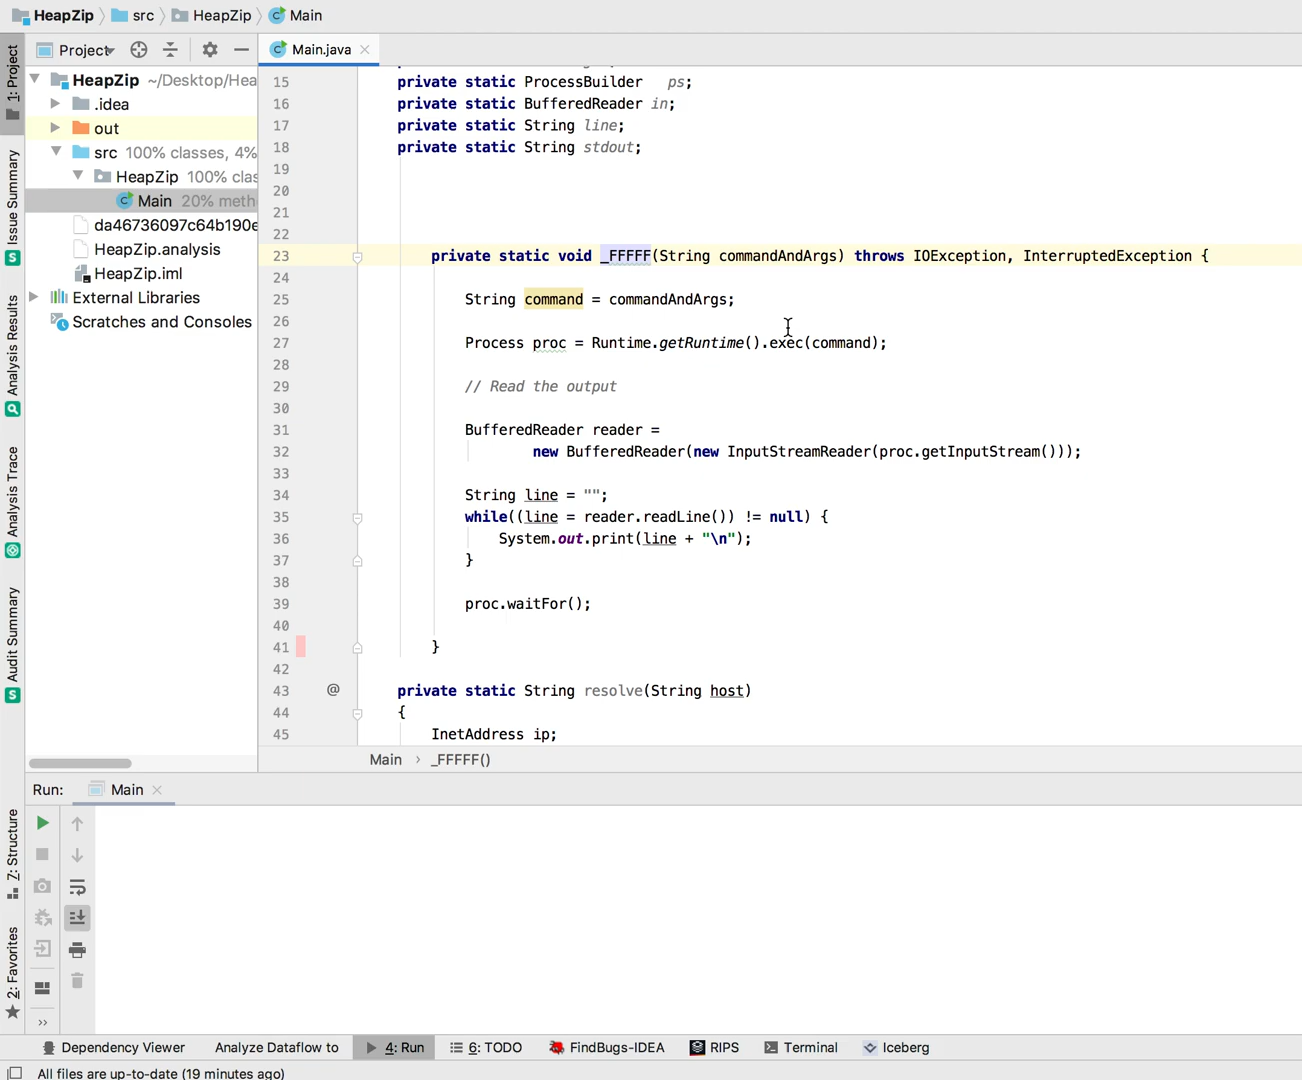 HeapZip src HeapZip Main
Project
Main.java
1: Project
Issue Summary
Analysis Results
Analysis Trace
Audit Summary
Z: Structure
2: Favorites
HeapZip ~/Desktop/Hea
.idea
out
src 100% classes, 4%
HeapZip 100% clas
Main 20% meth
da46736097c64b190e
HeapZip.analysis
HeapZip.iml
External Libraries
Scratches and Consoles
15 private static ProcessBuilder ps;
16 private static BufferedReader in;
17 private static String line;
18 private static String stdout;
19
20
21
22
23 private static void _FFFFF(String commandAndArgs) throws IOException, InterruptedException {
24
25 String command = commandAndArgs;
26
27 Process proc = Runtime.getRuntime().exec(command);
28
29 // Read the output
30
31 BufferedReader reader =
32 new BufferedReader(new InputStreamReader(proc.getInputStream()));
33
34 String line = "";
35 while((line = reader.readLine()) != null) {
36 System.out.print(line + "\n");
37 }
38
39 proc.waitFor();
40
41 }
42
43 @ private static String resolve(String host)
44 {
45 InetAddress ip;
Main › _FFFFF()
Run: Main
Dependency Viewer Analyze Dataflow to 4: Run 6: TODO FindBugs-IDEA RIPS Terminal Iceberg
All files are up-to-date (19 minutes ago)